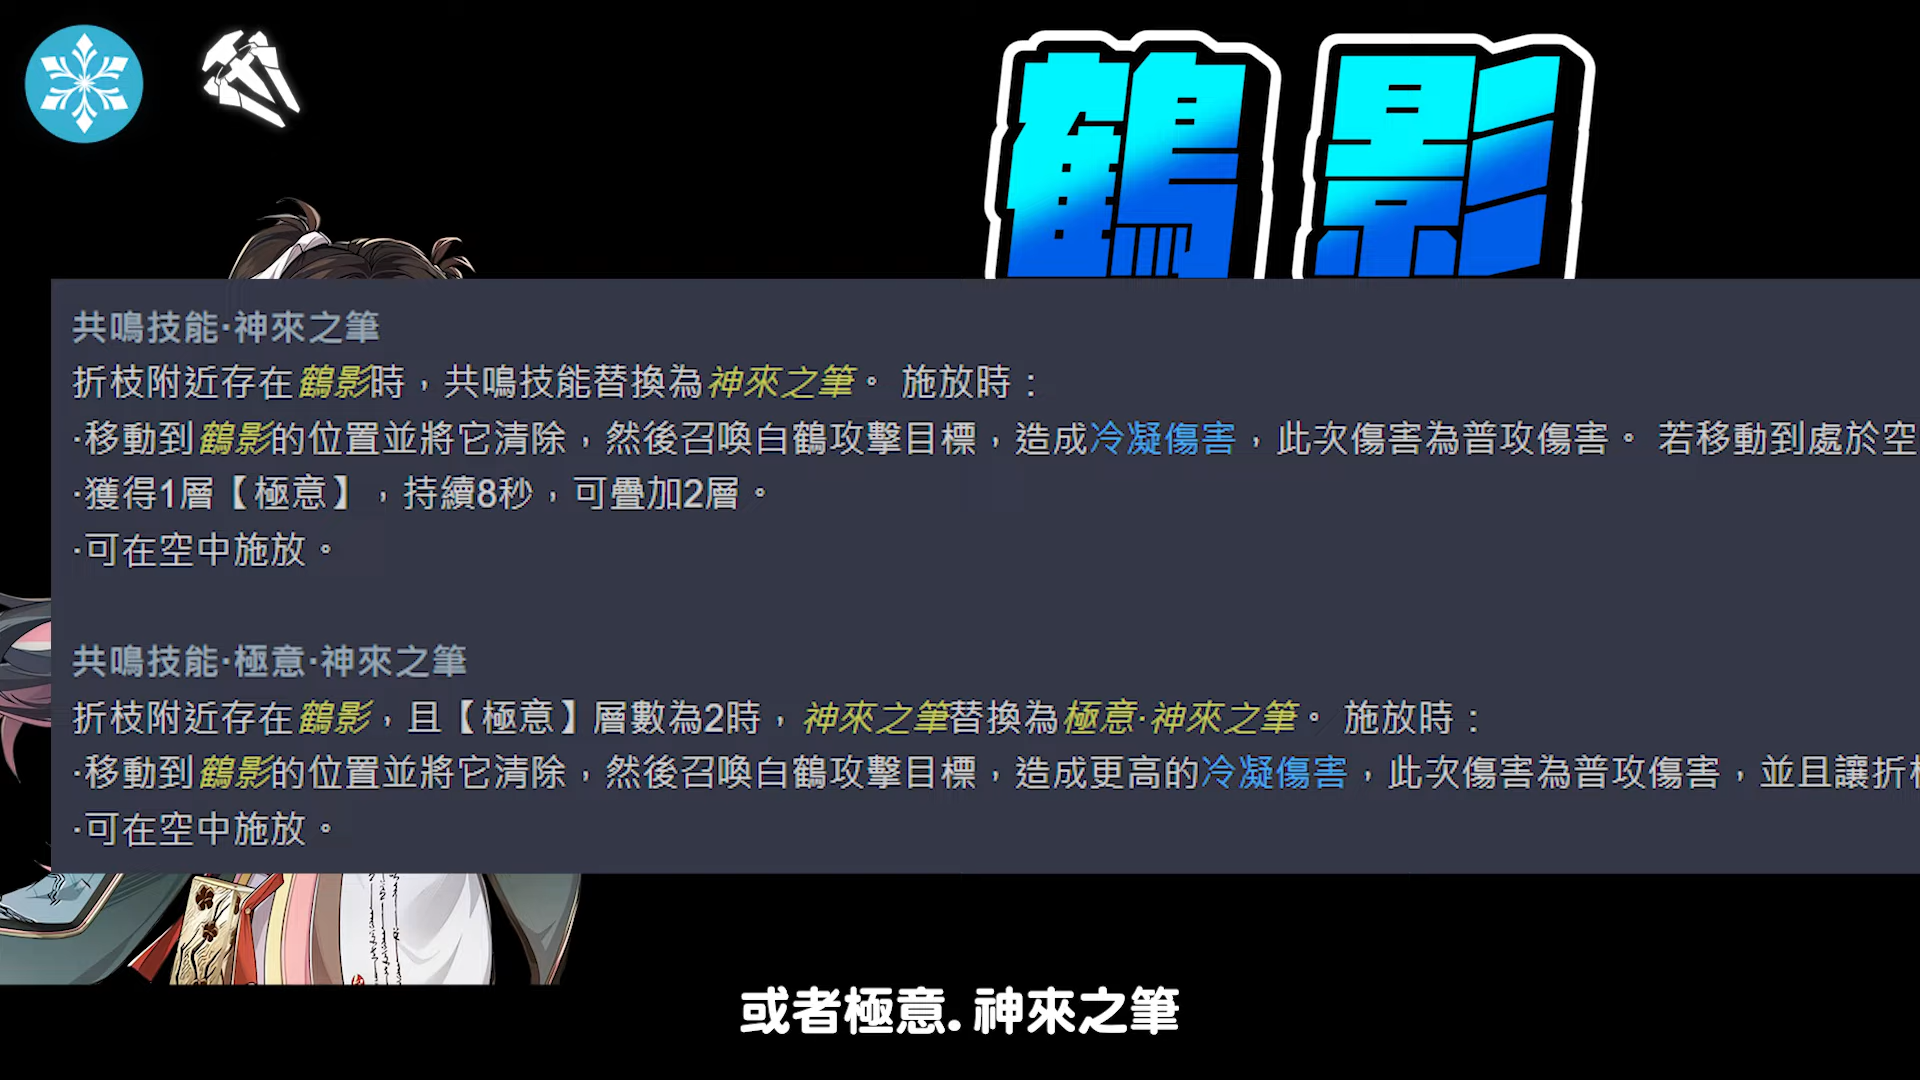 鶴影
共鳴技能·神來之筆
折枝附近存在鶴影時，共鳴技能替換為神來之筆。 施放時：
·移動到鶴影的位置並將它清除，然後召喚白鶴攻擊目標，造成冷凝傷害，此次傷害為普攻傷害。 若移動到處於空
·獲得1層【極意】，持續8秒，可疊加2層。
·可在空中施放。
共鳴技能·極意·神來之筆
折枝附近存在鶴影，且【極意】層數為2時，神來之筆替換為極意·神來之筆。 施放時：
·移動到鶴影的位置並將它清除，然後召喚白鶴攻擊目標，造成更高的冷凝傷害，此次傷害為普攻傷害，並且讓折
·可在空中施放。
或者極意.神來之筆